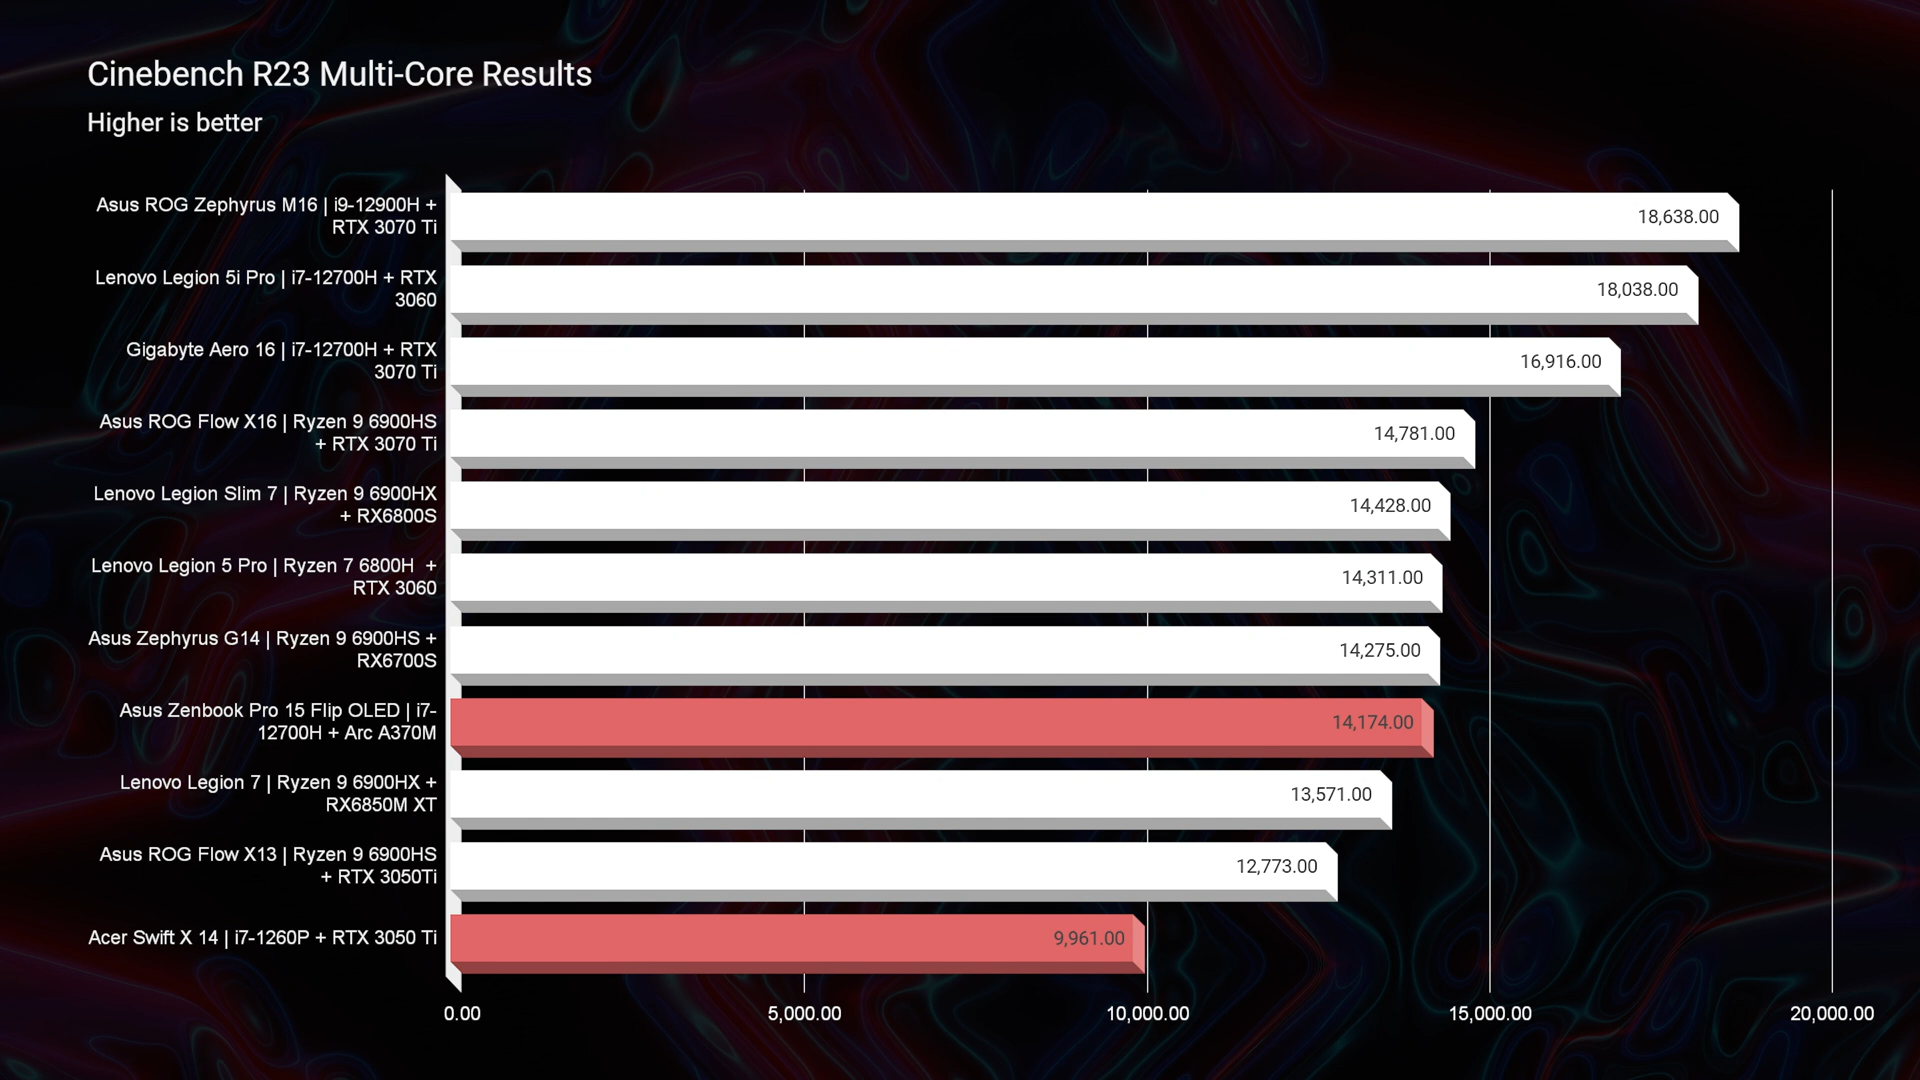 Cinebench R23 Multi-Core Results
Higher is better
Asus ROG Zephyrus M16 | i9-12900H +
RTX 3070 Ti
18,638.00
Lenovo Legion 5i Pro | i7-12700H + RTX
3060
18,038.00
Gigabyte Aero 16 | i7-12700H + RTX
3070 Ti
16,916.00
Asus ROG Flow X16 | Ryzen 9 6900HS
+ RTX 3070 Ti
14,781.00
Lenovo Legion Slim 7 | Ryzen 9 6900HX
+ RX6800S
14,428.00
Lenovo Legion 5 Pro | Ryzen 7 6800H  +
RTX 3060
14,311.00
Asus Zephyrus G14 | Ryzen 9 6900HS +
RX6700S
14,275.00
Asus Zenbook Pro 15 Flip OLED | i7-
12700H + Arc A370M
14,174.00
Lenovo Legion 7 | Ryzen 9 6900HX +
RX6850M XT
13,571.00
Asus ROG Flow X13 | Ryzen 9 6900HS
+ RTX 3050Ti
12,773.00
Acer Swift X 14 | i7-1260P + RTX 3050 Ti
9,961.00
0.00
5,000.00
10,000.00
15,000.00
20,000.00